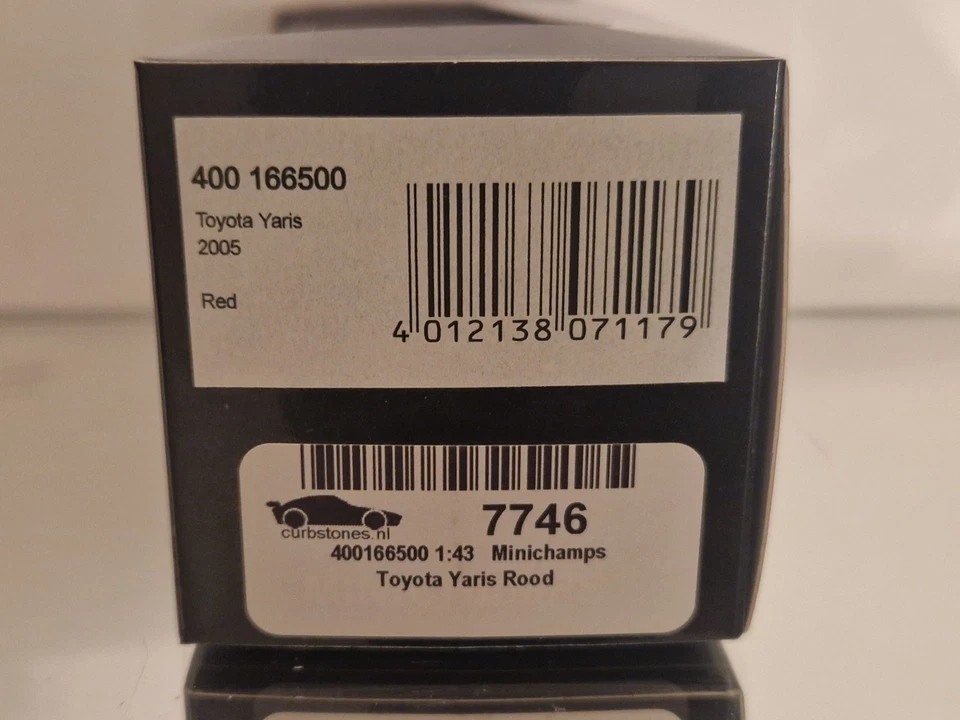 400 166500
Toyota Yaris
2005
Red
4 012138 071179
curbstones.nl
7746
400166500 1:43 Minichamps
Toyota Yaris Rood